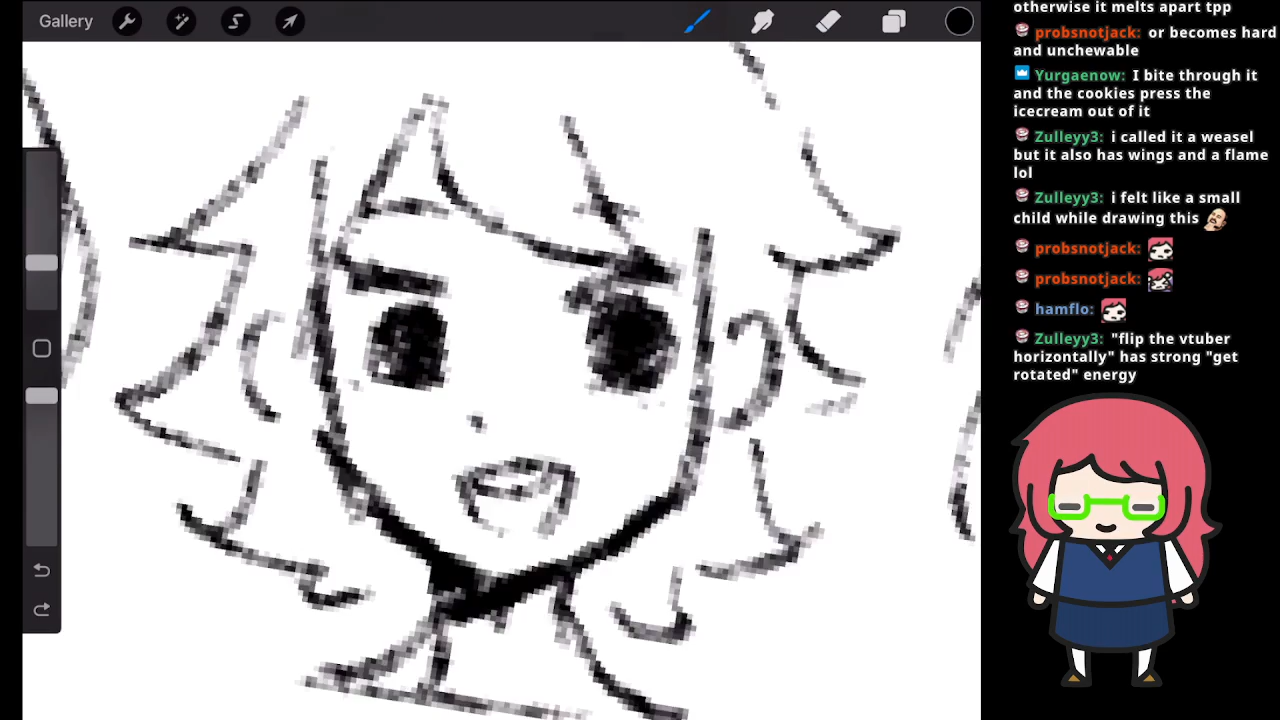 Gallery
otherwise it melts apart tpp
probsnotjack: or becomes hard
and unchewable
Yurgaenow: I bite through it
and the cookies press the
icecream out of it
Zulleyy3: i called it a weasel
but it also has wings and a flame
lol
Zulleyy3: i felt like a small
child while drawing this
probsnotjack:
probsnotjack:
hamflo:
Zulleyy3: "flip the vtuber
horizontally" has strong "get
rotated" energy